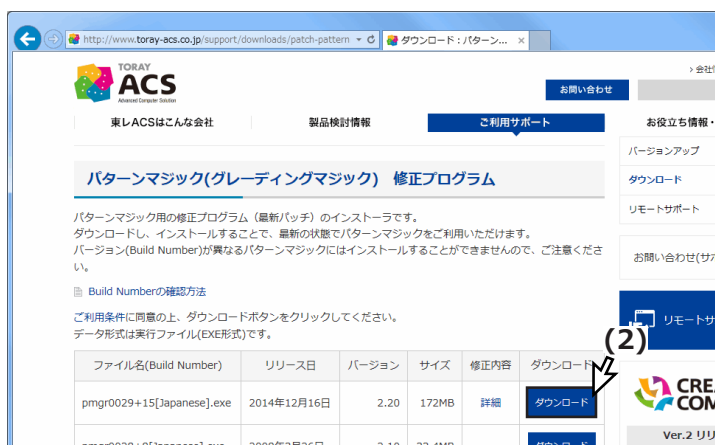 http://www.toray-acs.co.jp/support/downloads/patch-pattern
ダウンロード : パターン...
TORAY
ACS
Advanced Computer Solution
› 会社
お問い合わせ
東レACSはこんな会社
製品検討情報
ご利用サポート
お役立ち情報・
バージョンアップ
ダウンロード
リモートサポート
お問い合わせ(サポ
リモートサ
パターンマジック(グレーディングマジック) 修正プログラム
パターンマジック用の修正プログラム（最新パッチ）のインストーラです。
ダウンロードし、インストールすることで、最新の状態でパターンマジックをご利用いただけます。
バージョン(Build Number)が異なるパターンマジックにはインストールすることができませんので、ご注意くださ
い。
Build Numberの確認方法
ご利用条件に同意の上、ダウンロードボタンをクリックしてください。
データ形式は実行ファイル(EXE形式)です。
(2)
ファイル名(Build Number) リリース日 バージョン サイズ 修正内容 ダウンロード
pmgr0029+15[Japanese].exe 2014年12月16日 2.20 172MB 詳細 ダウンロード
CREA
COM
Ver.2 リリ